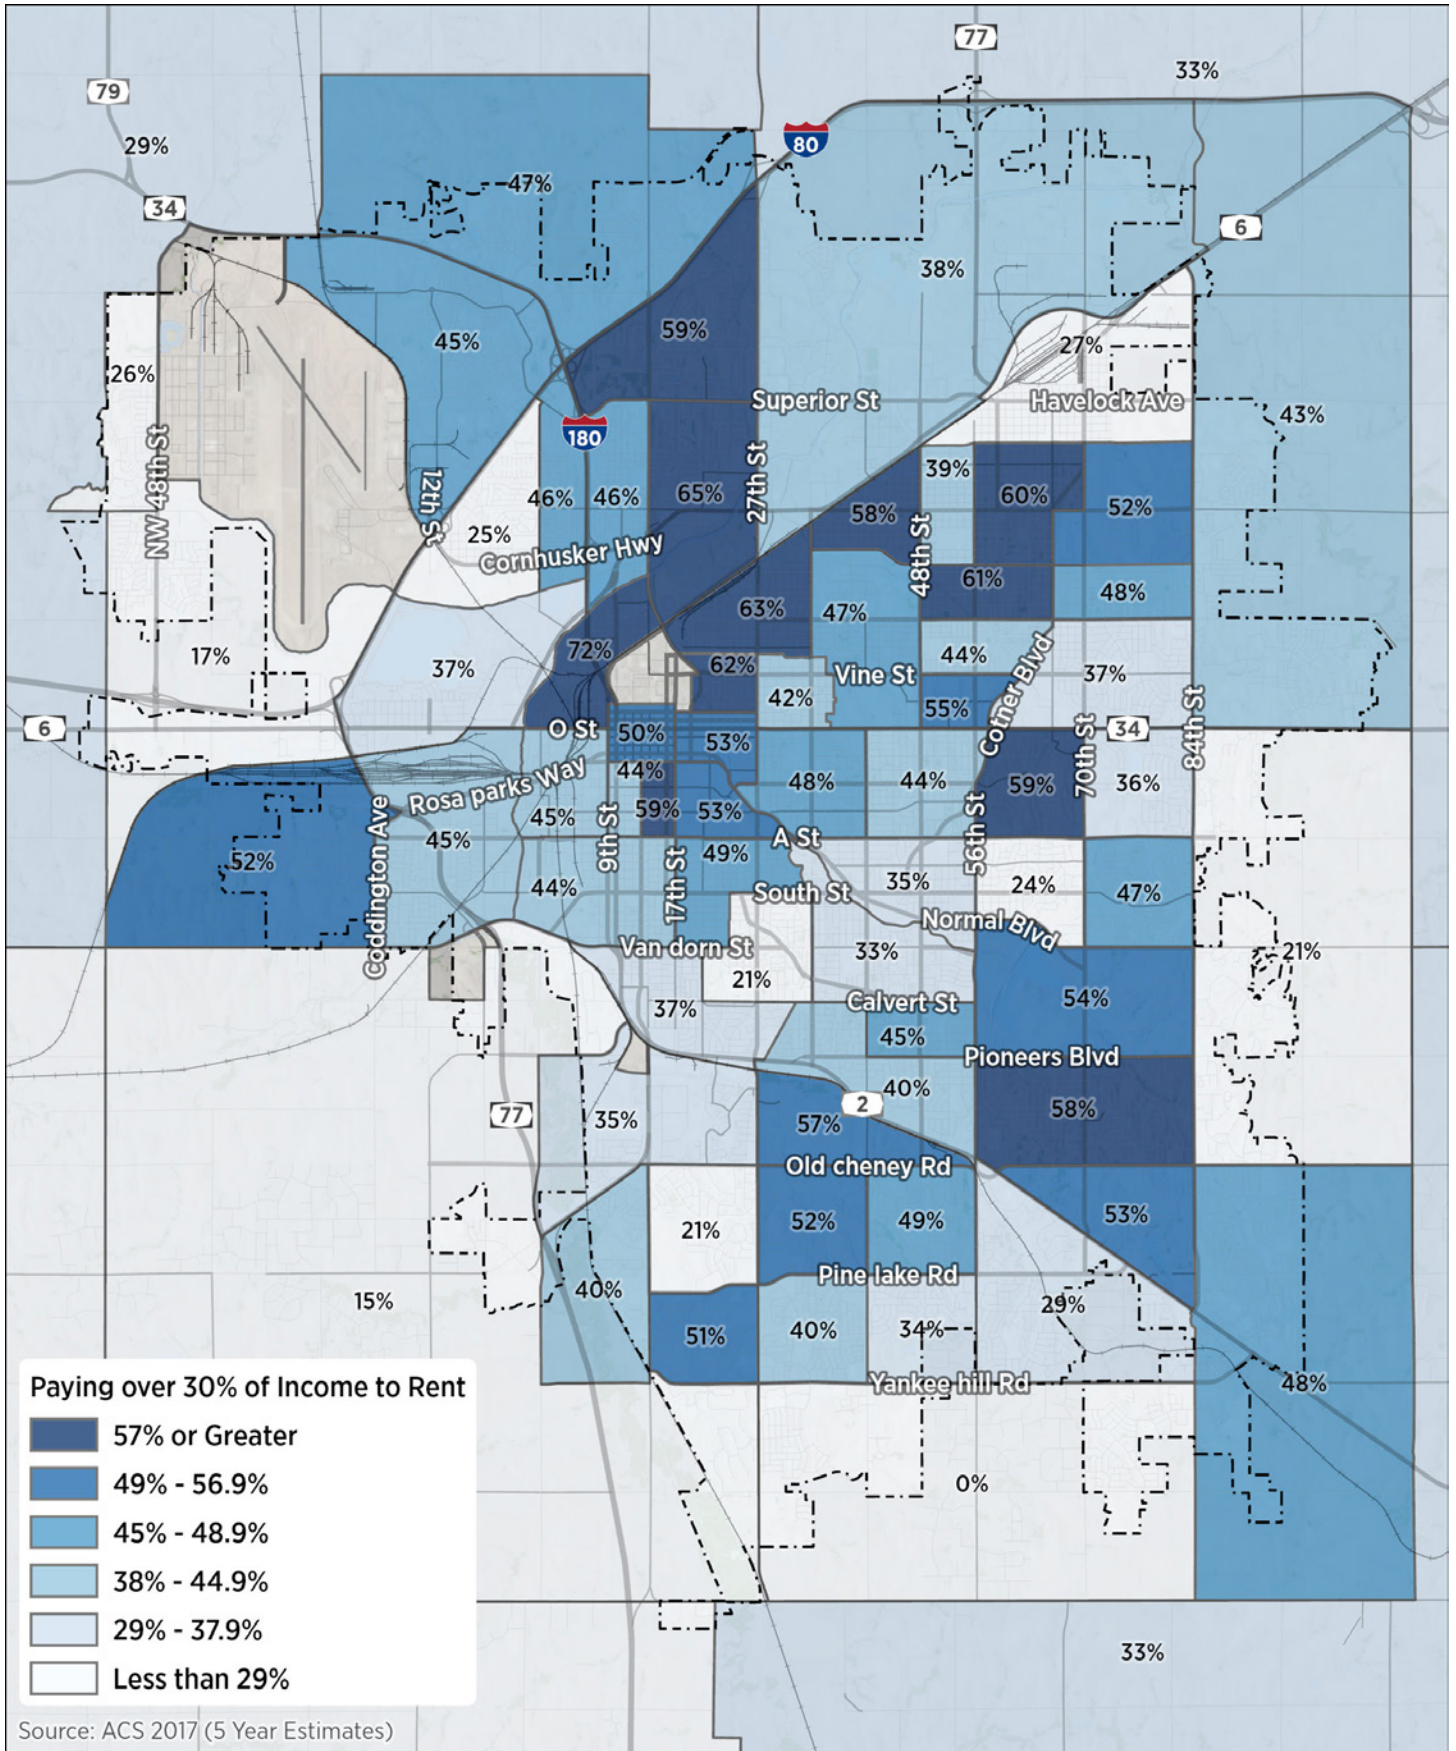 77
33%
79
29%
80
34
47%
6
38%
59%
45%
27%
26%
Superior St
Havelock Ave
43%
180
NW 48th St
12th St
27th St
39%
46%
46%
65%
60%
52%
58%
48th St
25%
Cornhusker Hwy
61%
48%
63%
47%
72%
17%
37%
62%
44%
Cotner Blvd
37%
Vine St
42%
55%
84th St
6
O St
50%
53%
34
70th St
44%
48%
44%
59%
36%
Rosa parks Way
45%
59%
53%
45%
9th St
A St
56th St
Coddington Ave
52%
49%
17th St
44%
South St
35%
24%
47%
Normal Blvd
Van dorn St
33%
21%
21%
54%
37%
Calvert St
45%
Pioneers Blvd
40%
2
58%
77
35%
57%
Old cheney Rd
53%
21%
52%
49%
Pine lake Rd
40%
15%
29%
51%
40%
34%
Yankee hill Rd
48%
0%
33%
Paying over 30% of Income to Rent
57% or Greater
49% - 56.9%
45% - 48.9%
38% - 44.9%
29% - 37.9%
Less than 29%
Source: ACS 2017 (5 Year Estimates)